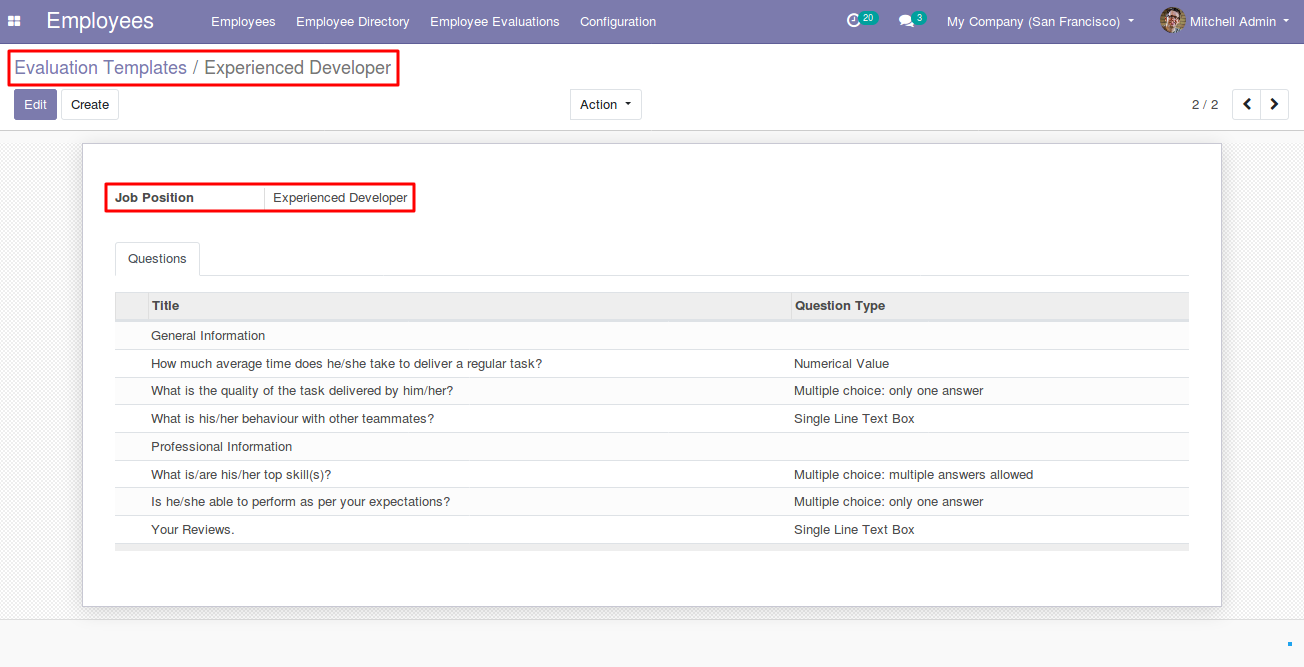 Employees Employees Employee Directory Employee Evaluations Configuration 20 3 My Company (San Francisco) Mitchell Admin
Evaluation Templates / Experienced Developer
Edit Create Action 2 / 2
Job Position Experienced Developer
Questions
Title Question Type
General Information
How much average time does he/she take to deliver a regular task? Numerical Value
What is the quality of the task delivered by him/her? Multiple choice: only one answer
What is his/her behaviour with other teammates? Single Line Text Box
Professional Information
What is/are his/her top skill(s)? Multiple choice: multiple answers allowed
Is he/she able to perform as per your expectations? Multiple choice: only one answer
Your Reviews. Single Line Text Box